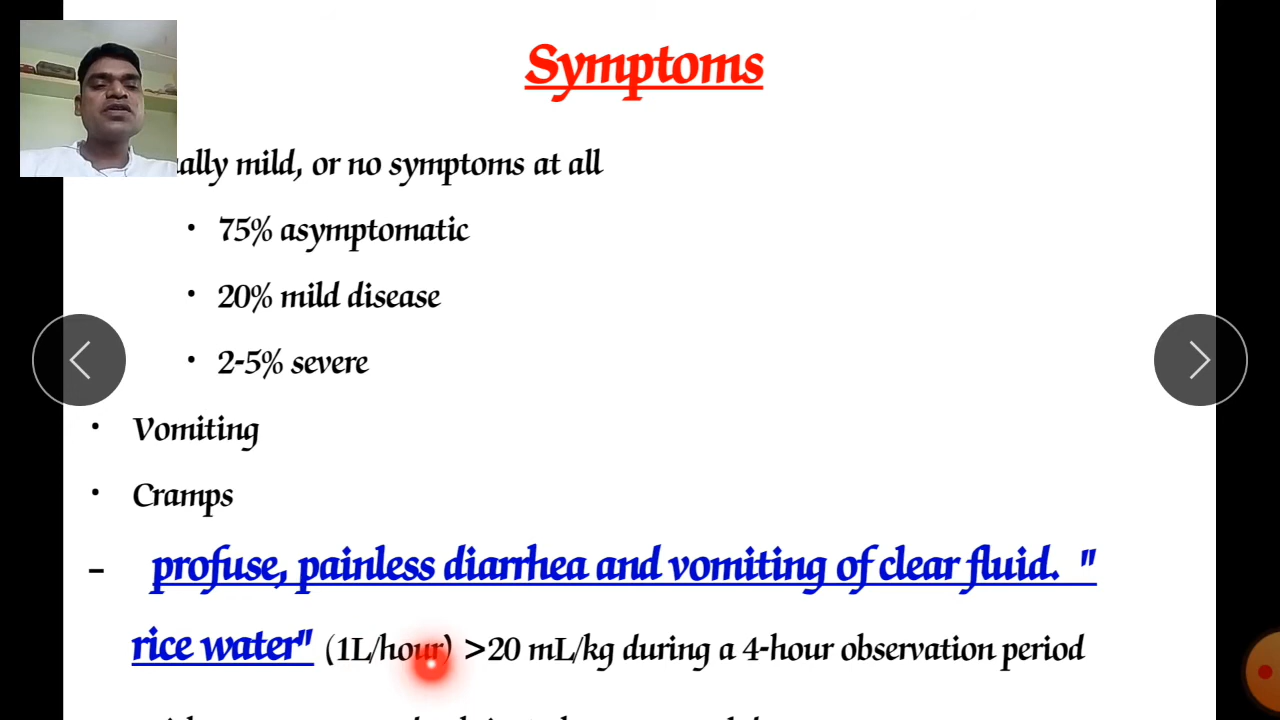 Symptoms
mild, or no symptoms at all
• 75% asymptomatic
• 20% mild disease
• 2-5% severe
• Vomiting
• Cramps
– profuse, painless diarrhea and vomiting of clear fluid. "
rice water" (1L/hour) >20 mL/kg during a 4-hour observation period